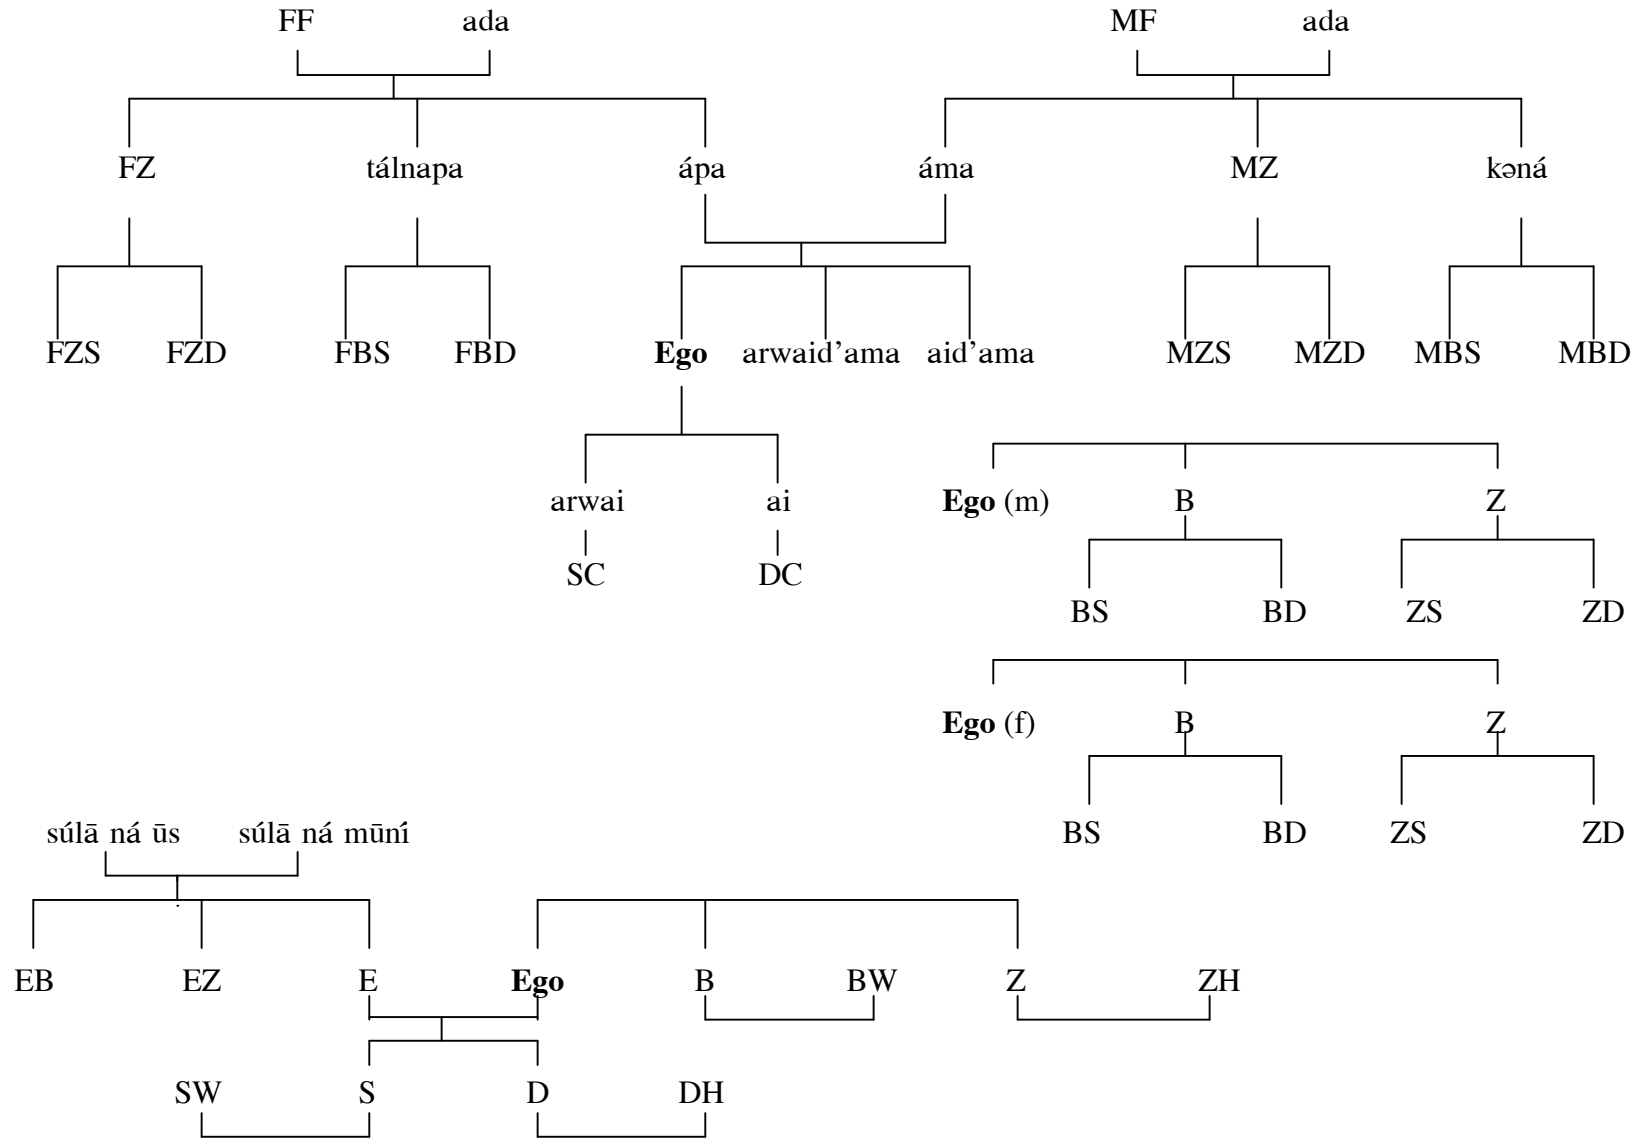 FF ada MF ada
FZ tálnapa ápa áma MZ kəná
FZS FZD FBS FBD Ego arwaid’ama aid’ama MZS MZD MBS MBD
arwai ai Ego (m) B Z
SC DC
BS BD ZS ZD
Ego (f) B Z
súlā ná ūs súlā ná mūní BS BD ZS ZD
EB EZ E Ego B BW Z ZH
SW S D DH